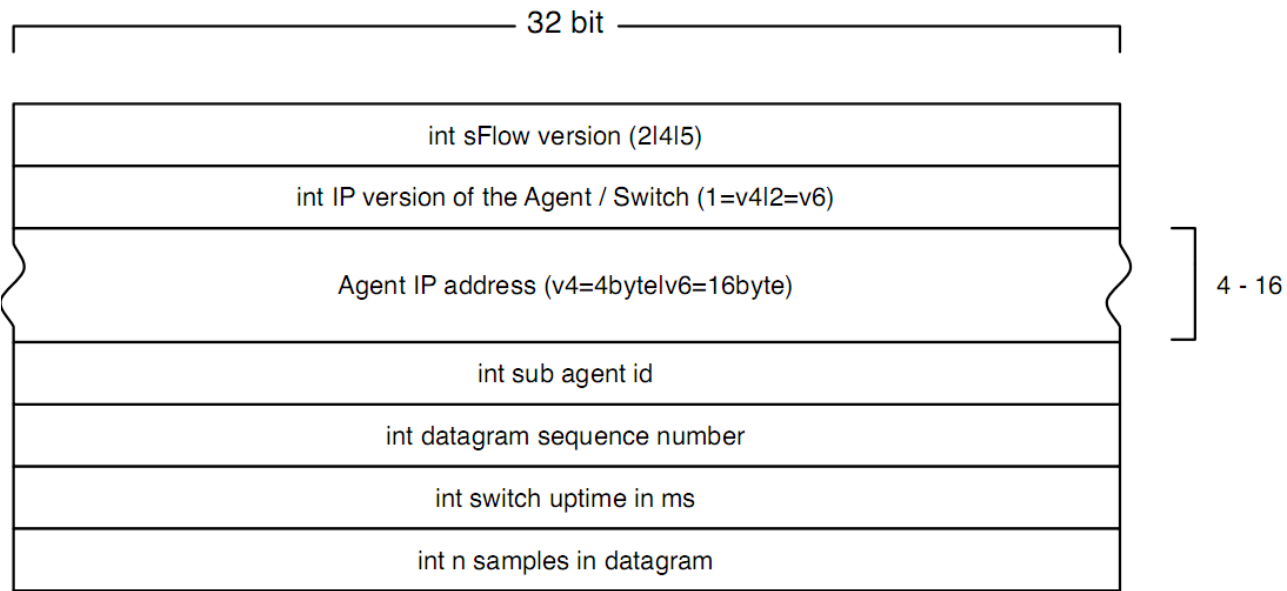 32 bit
int sFlow version (2|4|5)
int IP version of the Agent / Switch (1=v4|2=v6)
Agent IP address (v4=4byte|v6=16byte)
4 - 16
int sub agent id
int datagram sequence number
int switch uptime in ms
int n samples in datagram